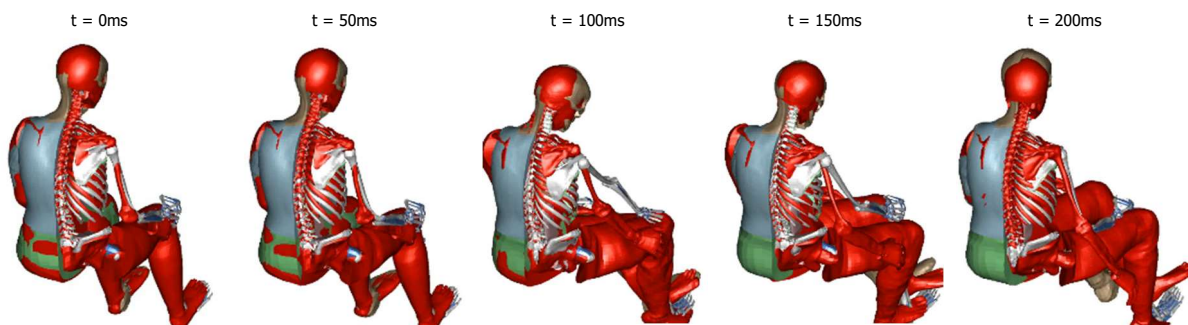 t = 0ms
t = 50ms
t = 100ms
t = 150ms
t = 200ms